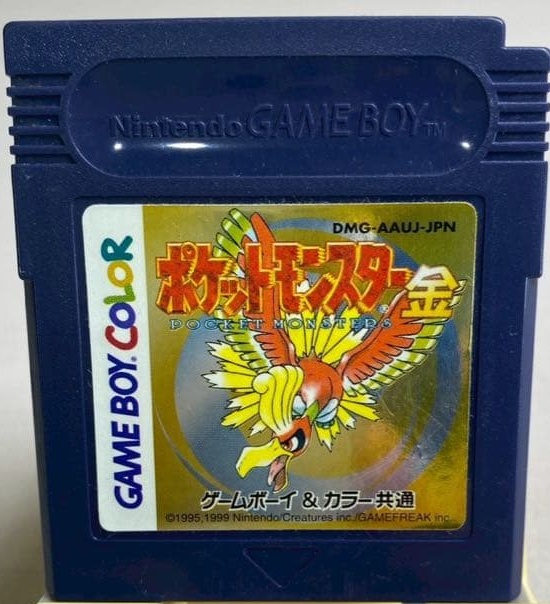 Nintendo GAME BOY TM
DMG-AAUJ-JPN
ポケットモンスター金
POCKET MONSTERS
GAME BOY COLOR
ゲームボーイ & カラー共通
©1995,1999 Nintendo/Creatures inc./GAMEFREAK inc.